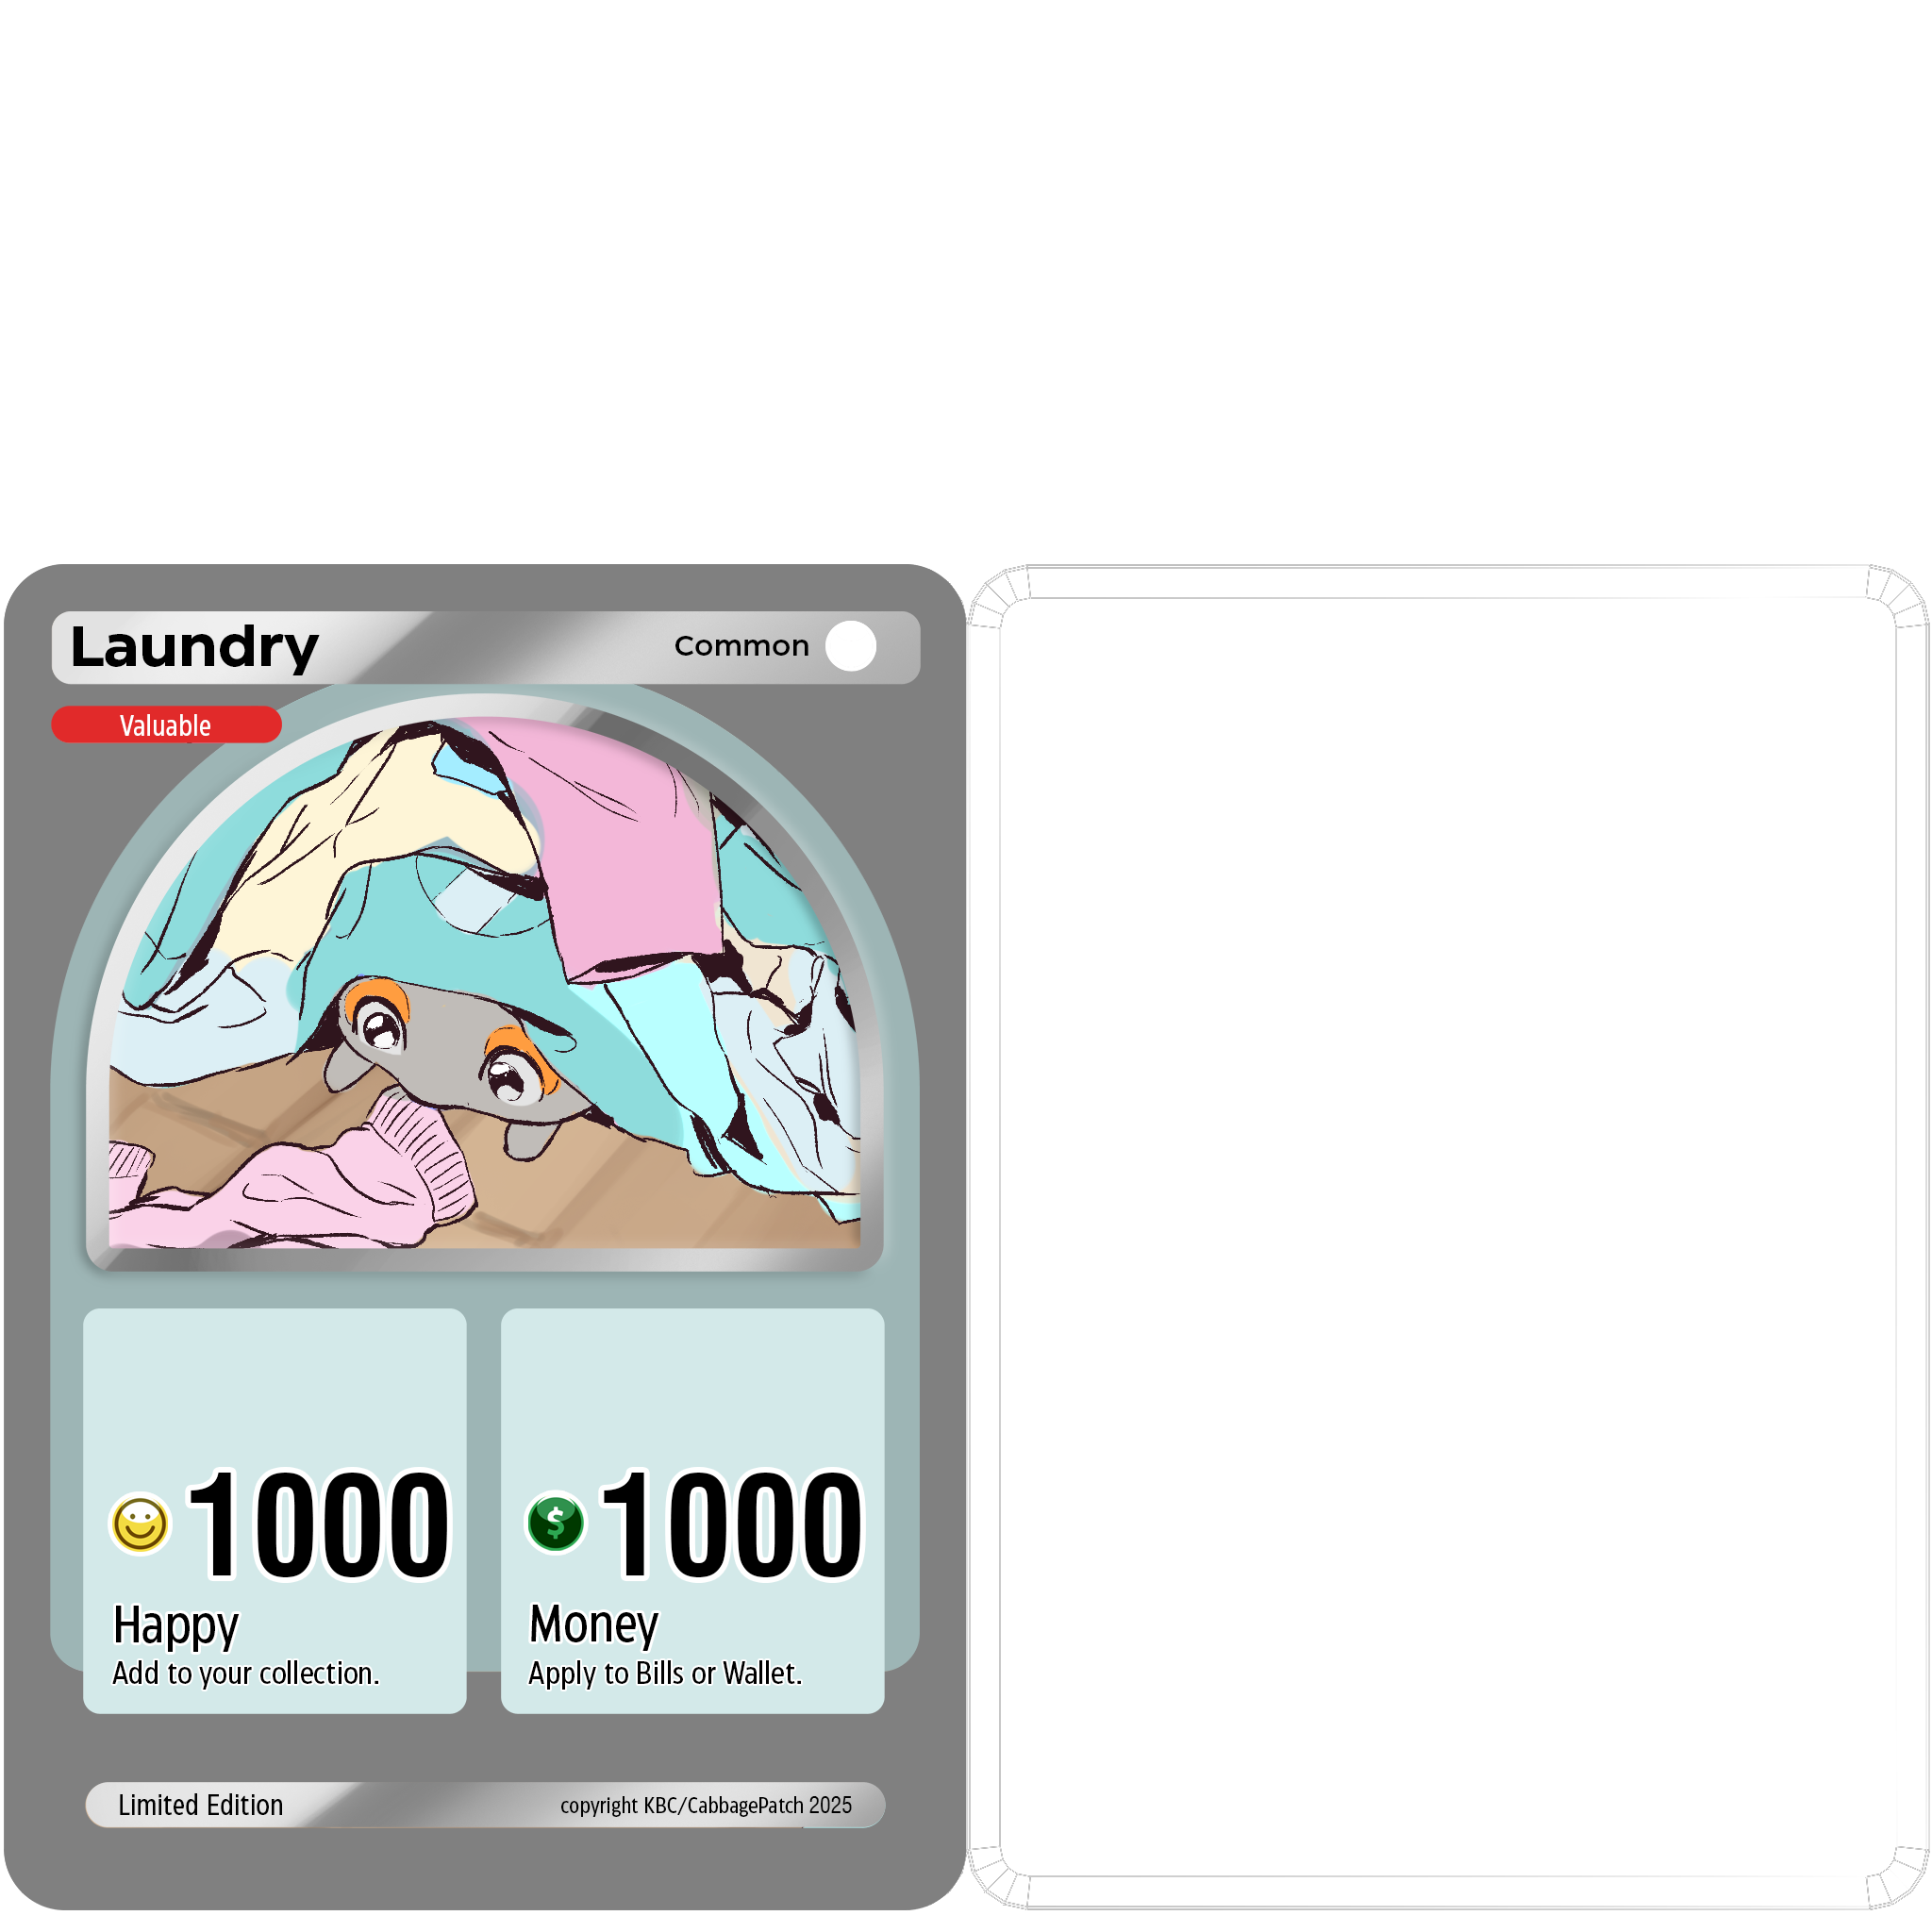 Laundry
Common
Valuable
1000
Happy
Add to your collection.
$
1000
Money
Apply to Bills or Wallet.
Limited Edition
copyright KBC/CabbagePatch 2025